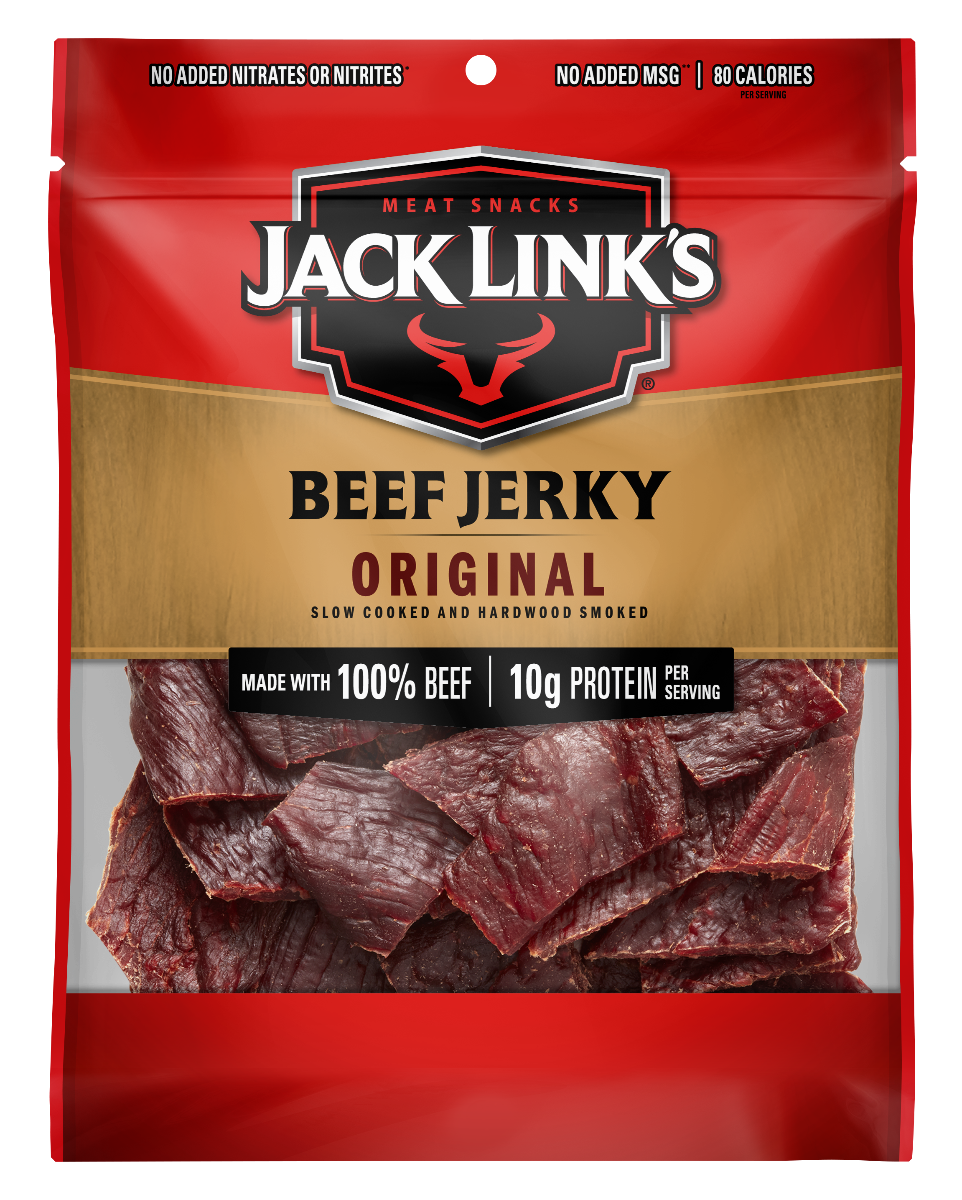 NO ADDED NITRATES OR NITRITES*
NO ADDED MSG** | 80 CALORIES
PER SERVING
MEAT SNACKS
JACK LINK'S
®
BEEF JERKY
ORIGINAL
SLOW COOKED AND HARDWOOD SMOKED
MADE WITH 100% BEEF | 10g PROTEIN PER SERVING